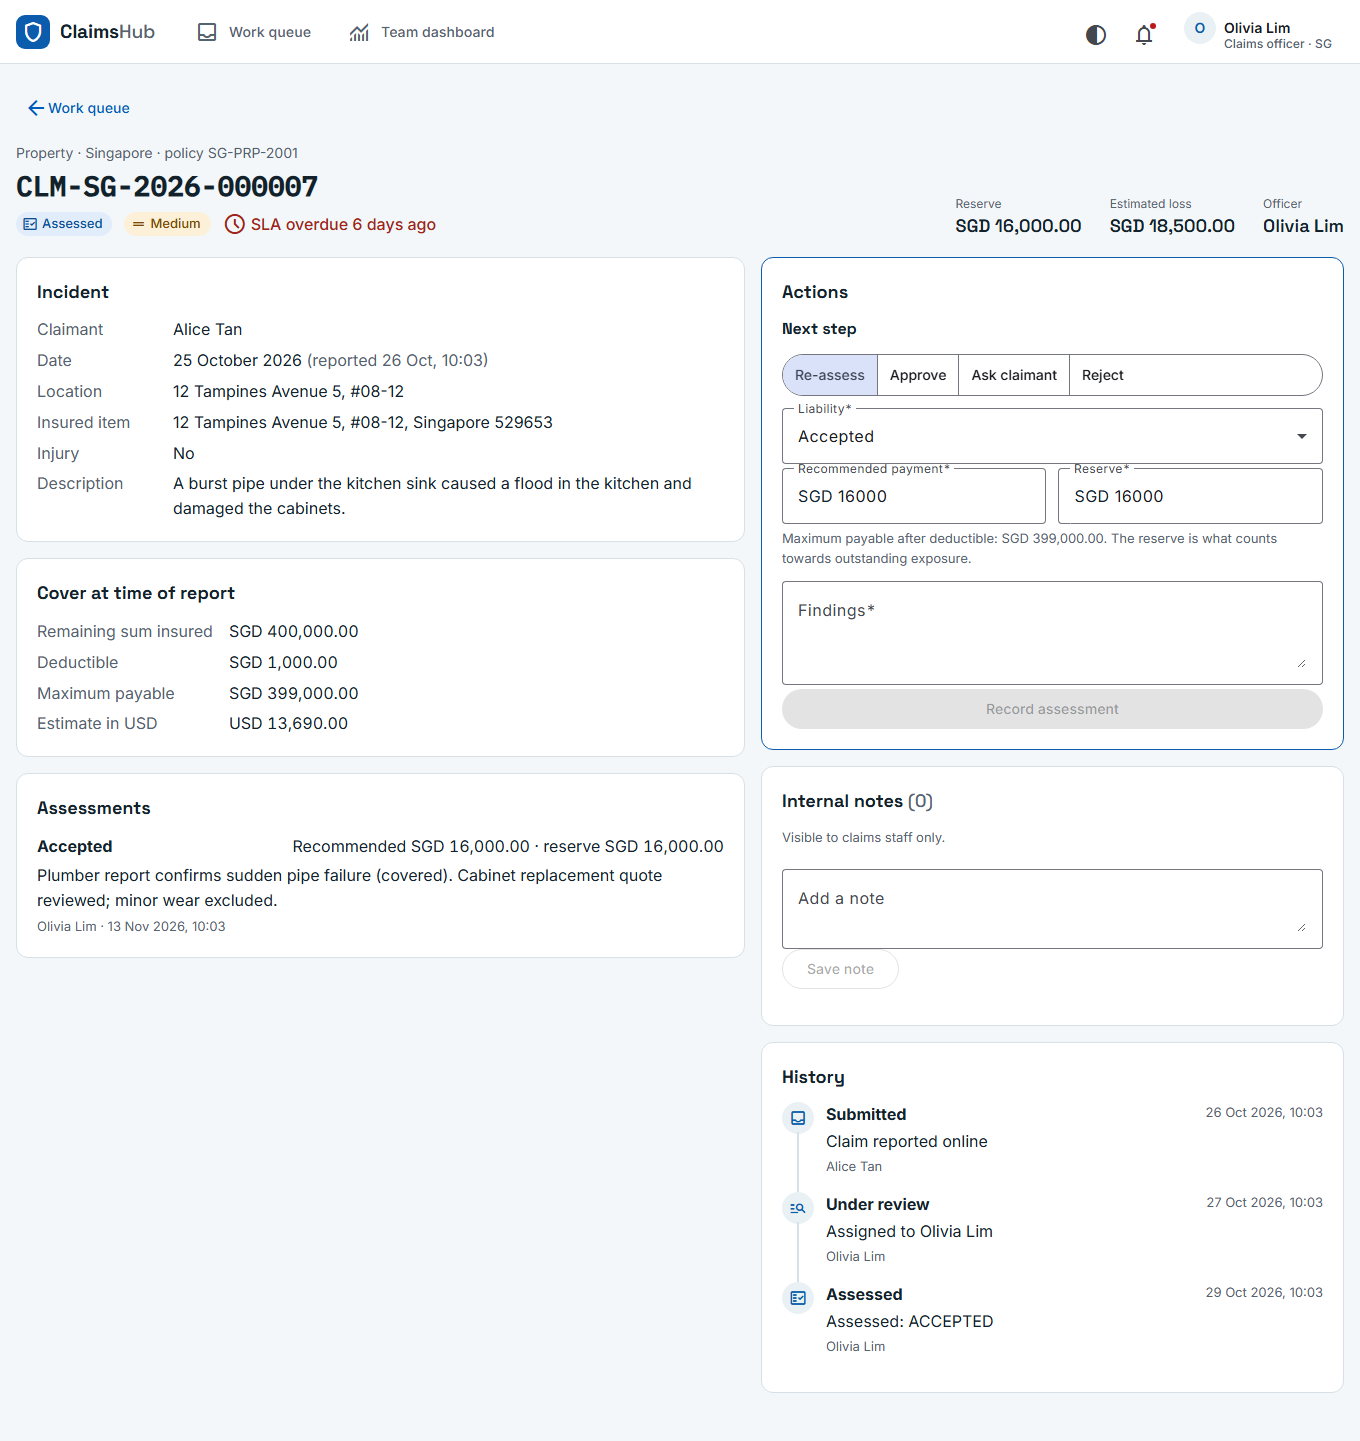 ClaimsHub
Work queue
Team dashboard
O
Olivia Lim
Claims officer · SG
Work queue
Property · Singapore · policy SG-PRP-2001
CLM-SG-2026-000007
Assessed
Medium
SLA overdue 6 days ago
Reserve
SGD 16,000.00
Estimated loss
SGD 18,500.00
Officer
Olivia Lim
Incident
Claimant Alice Tan
Date 25 October 2026 (reported 26 Oct, 10:03)
Location 12 Tampines Avenue 5, #08-12
Insured item 12 Tampines Avenue 5, #08-12, Singapore 529653
Injury No
Description A burst pipe under the kitchen sink caused a flood in the kitchen and
damaged the cabinets.
Cover at time of report
Remaining sum insured SGD 400,000.00
Deductible SGD 1,000.00
Maximum payable SGD 399,000.00
Estimate in USD USD 13,690.00
Assessments
Accepted Recommended SGD 16,000.00 · reserve SGD 16,000.00
Plumber report confirms sudden pipe failure (covered). Cabinet replacement quote
reviewed; minor wear excluded.
Olivia Lim · 13 Nov 2026, 10:03
Actions
Next step
Re-assess Approve Ask claimant Reject
Liability*
Accepted
Recommended payment* Reserve*
SGD 16000 SGD 16000
Maximum payable after deductible: SGD 399,000.00. The reserve is what counts
towards outstanding exposure.
Findings*
Record assessment
Internal notes (0)
Visible to claims staff only.
Add a note
Save note
History
Submitted 26 Oct 2026, 10:03
Claim reported online
Alice Tan
Under review 27 Oct 2026, 10:03
Assigned to Olivia Lim
Olivia Lim
Assessed 29 Oct 2026, 10:03
Assessed: ACCEPTED
Olivia Lim